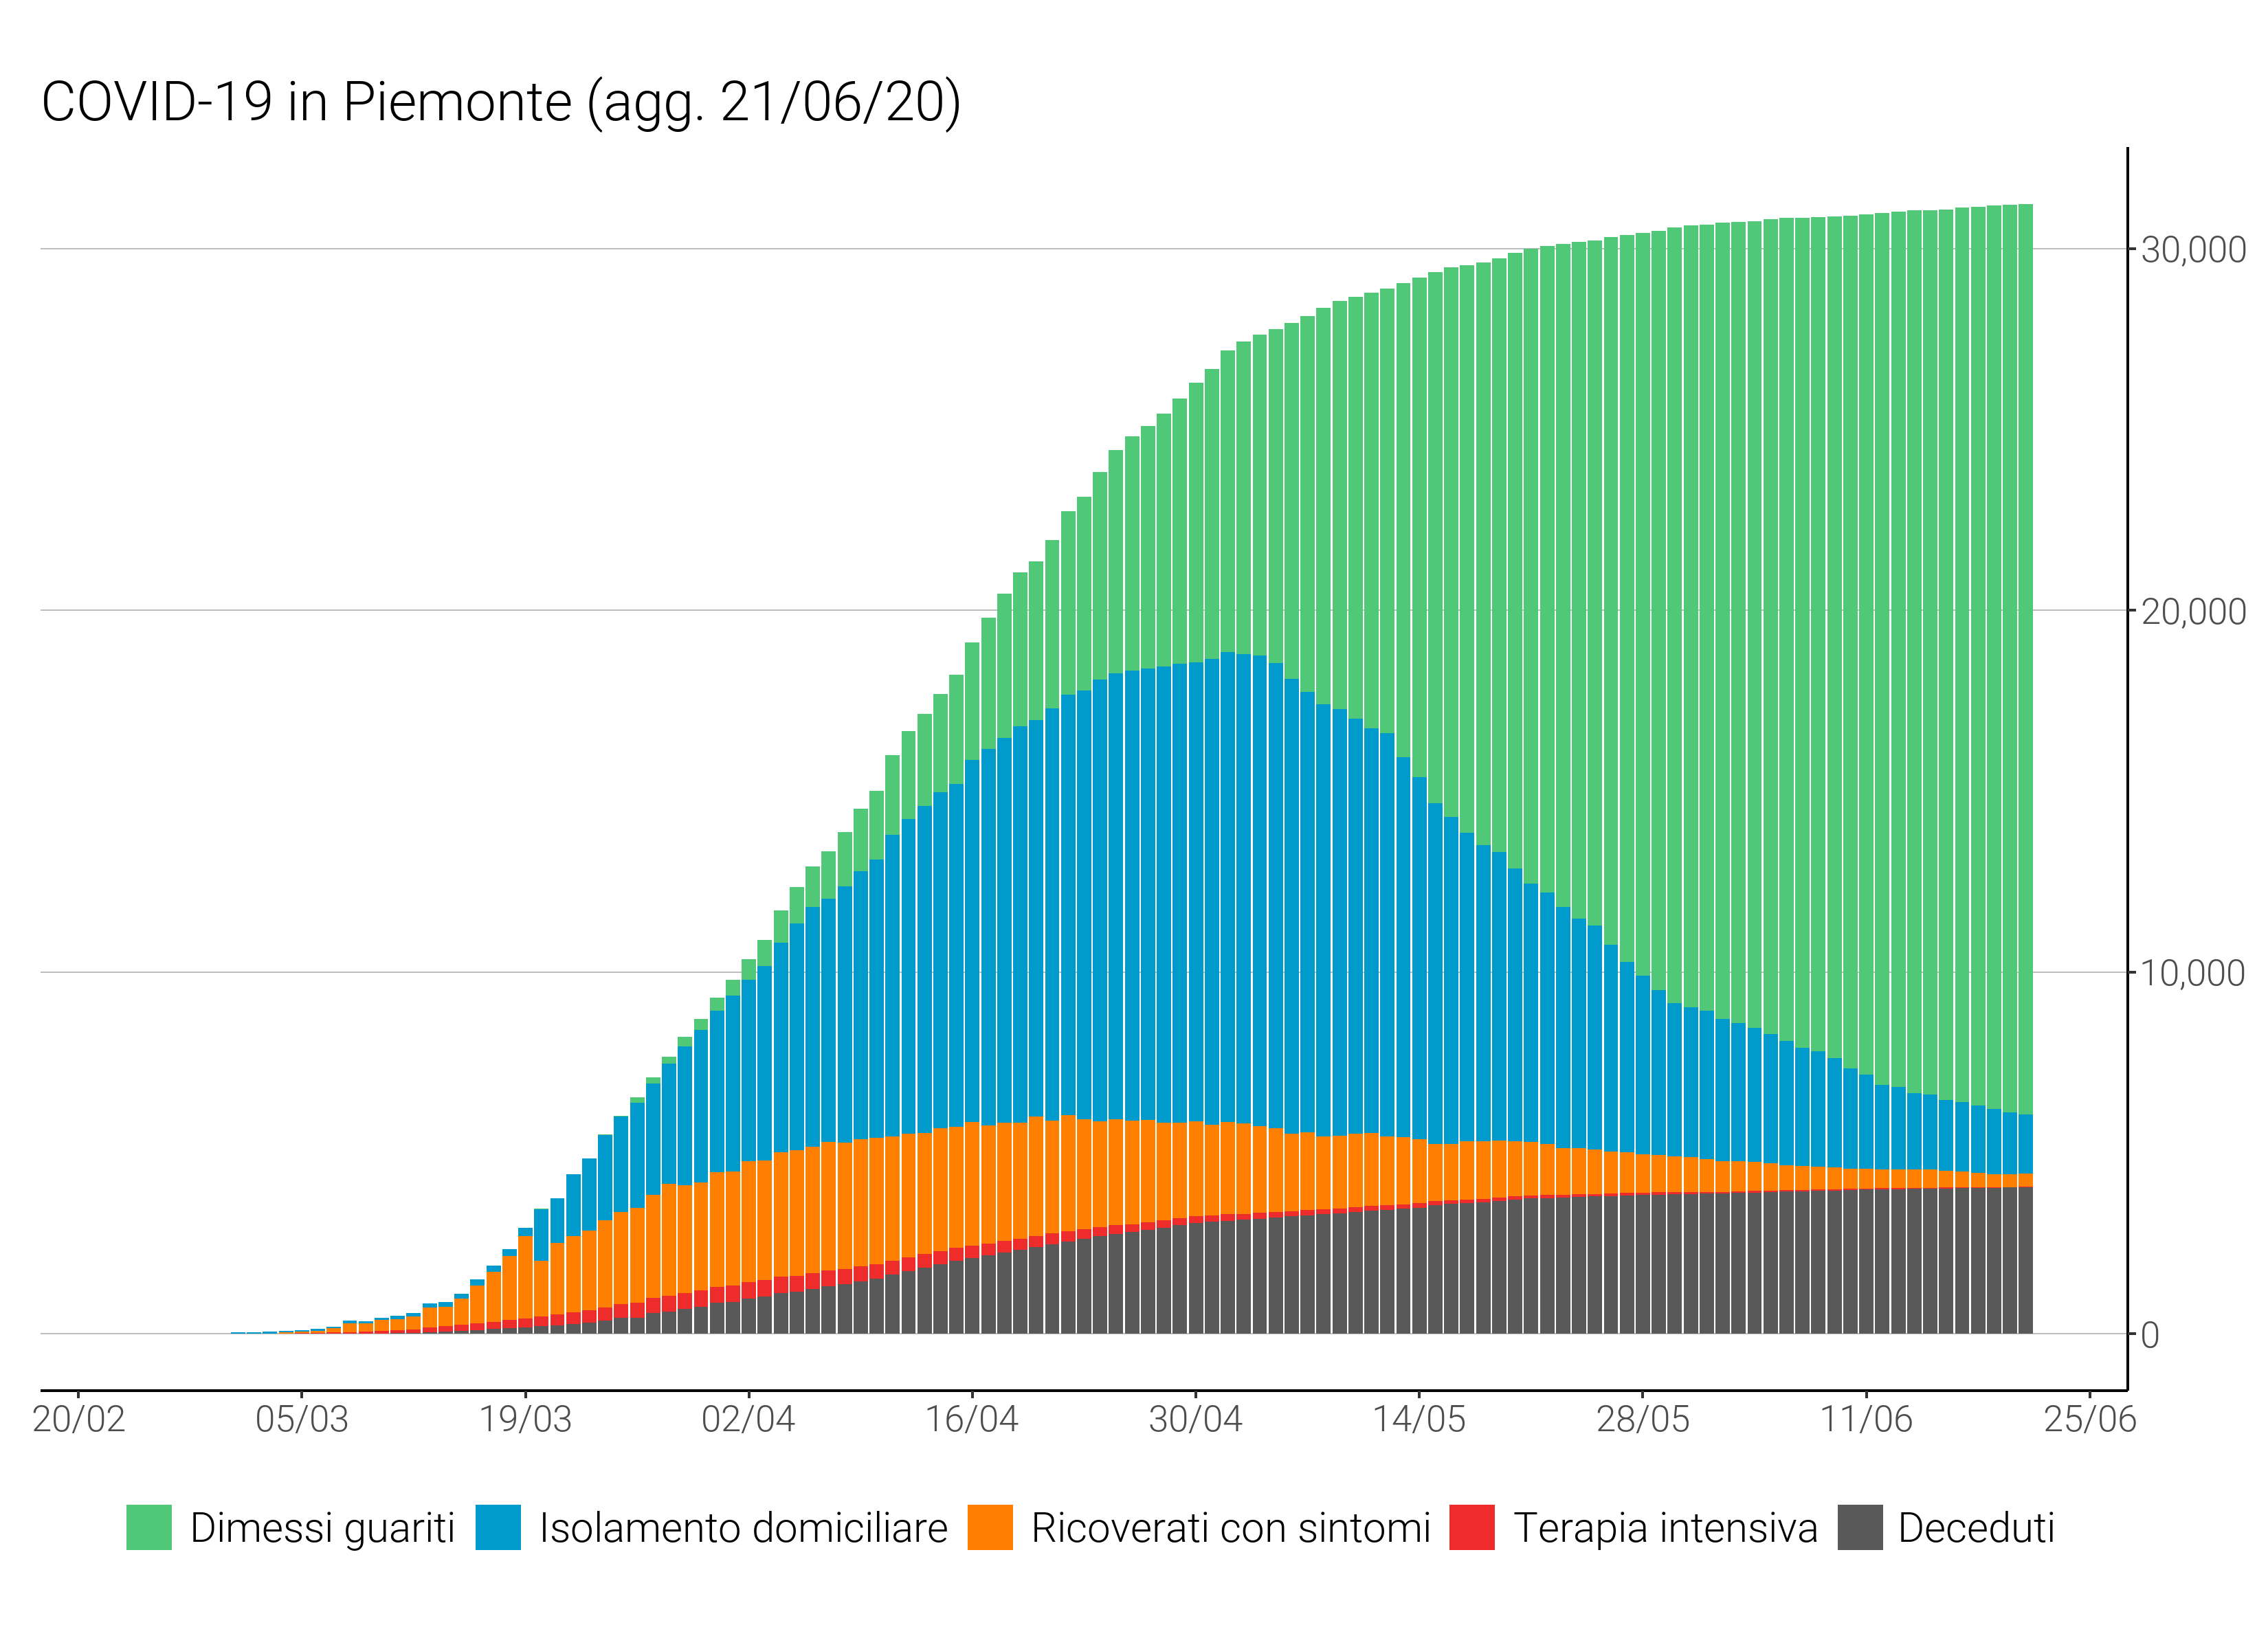 COVID-19 in Piemonte (agg. 21/06/20)
30,000
20,000
10,000
0
20/02 05/03 19/03 02/04 16/04 30/04 14/05 28/05 11/06 25/06
Dimessi guariti Isolamento domiciliare Ricoverati con sintomi Terapia intensiva Deceduti